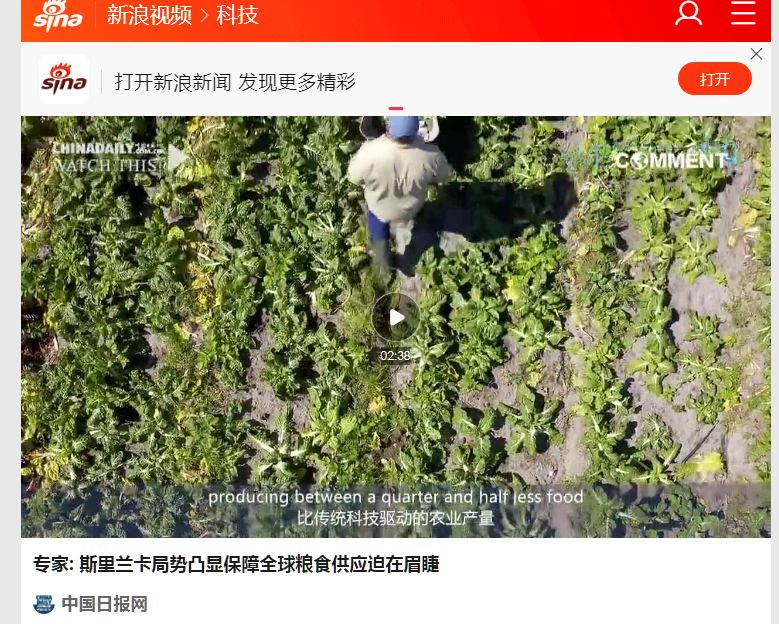 sina
新浪视频 > 科技
sina
打开新浪新闻 发现更多精彩
打开
CHINADAILY
WATCH THIS
COMMENT
02:38
producing between a quarter and half less food
比传统科技驱动的农业产量
专家: 斯里兰卡局势凸显保障全球粮食供应迫在眉睫
中国日报网